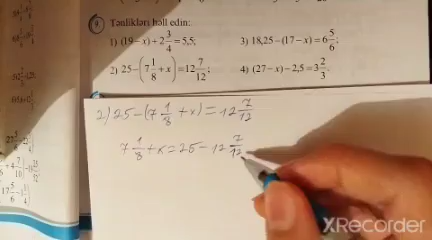 9 Tənlikləri həll edin:
1) (19 − x) + 2 3/4 = 5,5;
3) 18,25 − (17 − x) = 6 5/6;
2) 25 − (7 1/8 + x) = 12 7/12;
4) (27 − x) − 2,5 = 3 2/3;
2) 25 − (7 1/8 + x) = 12 7/12
7 1/8 + x = 25 − 12 7/12
XRecorder